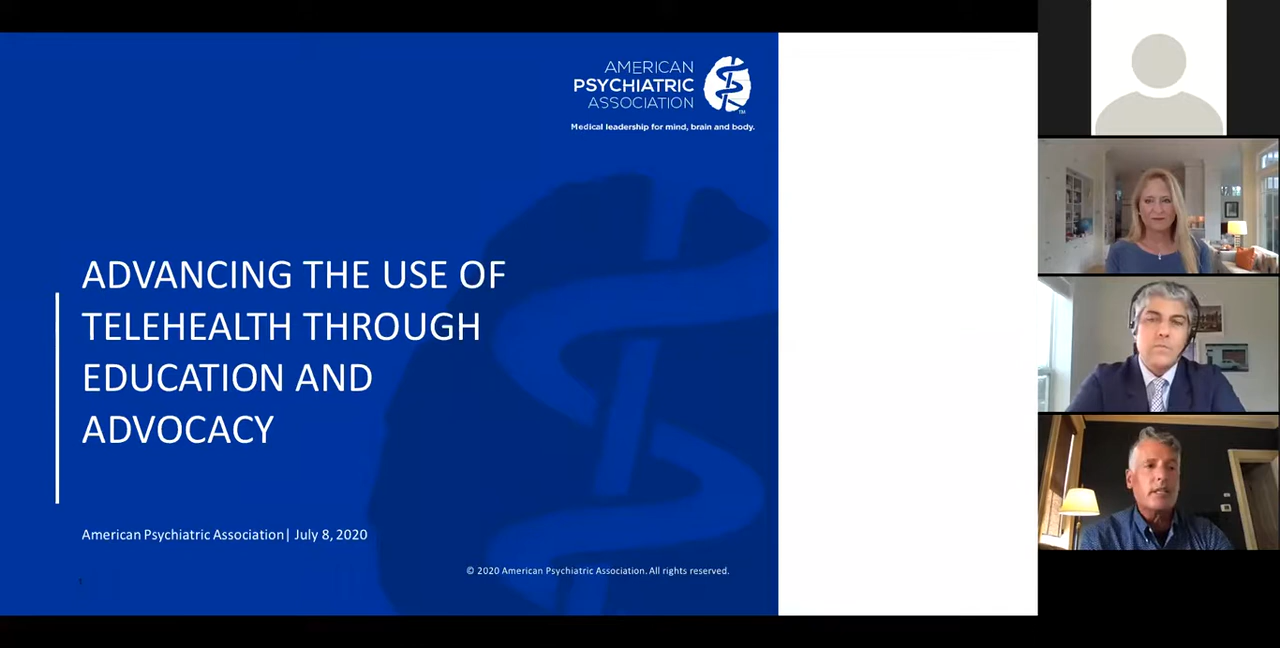 AMERICAN
PSYCHIATRIC
ASSOCIATION
TM
Medical leadership for mind, brain and body.
ADVANCING THE USE OF
TELEHEALTH THROUGH
EDUCATION AND
ADVOCACY
American Psychiatric Association| July 8, 2020
© 2020 American Psychiatric Association. All rights reserved.